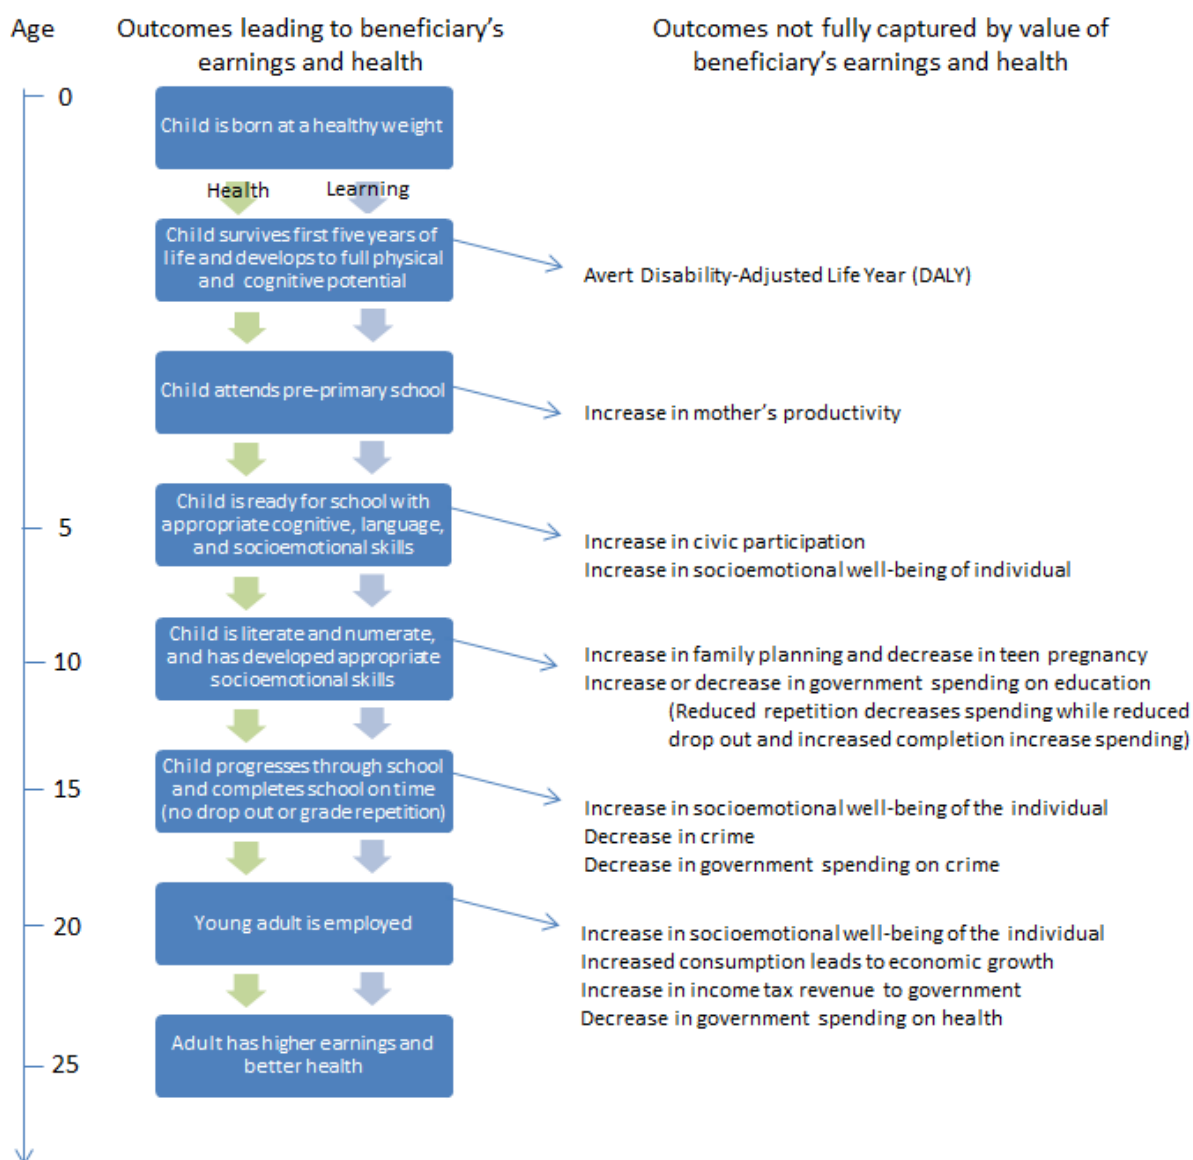 Age
Outcomes leading to beneficiary's
earnings and health
Outcomes not fully captured by value of
beneficiary's earnings and health
0
Child is born at a healthy weight
Health
Learning
Child survives first five years of
life and develops to full physical
and cognitive potential
Avert Disability-Adjusted Life Year (DALY)
Child attends pre-primary school
Increase in mother's productivity
5
Child is ready for school with
appropriate cognitive, language,
and socioemotional skills
Increase in civic participation
Increase in socioemotional well-being of individual
10
Child is literate and numerate,
and has developed appropriate
socioemotional skills
Increase in family planning and decrease in teen pregnancy
Increase or decrease in government spending on education
(Reduced repetition decreases spending while reduced
drop out and increased completion increase spending)
15
Child progresses through school
and completes school on time
(no drop out or grade repetition)
Increase in socioemotional well-being of the individual
Decrease in crime
Decrease in government spending on crime
20
Young adult is employed
Increase in socioemotional well-being of the individual
Increased consumption leads to economic growth
Increase in income tax revenue to government
Decrease in government spending on health
25
Adult has higher earnings and
better health